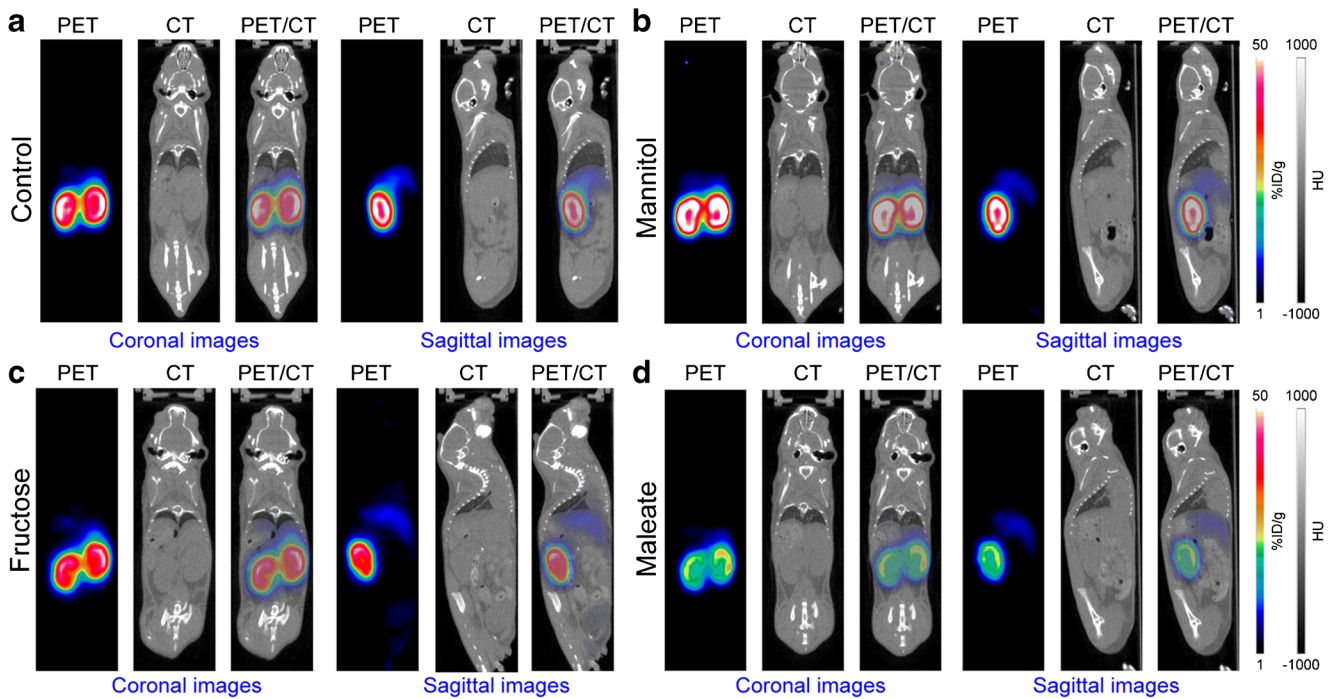 a
PET CT PET/CT PET CT PET/CT
Control
Coronal images Sagittal images
b
PET CT PET/CT PET CT PET/CT
Mannitol
Coronal images Sagittal images
50 1000
%ID/g HU
1 -1000
c
PET CT PET/CT PET CT PET/CT
Fructose
Coronal images Sagittal images
d
PET CT PET/CT PET CT PET/CT
Maleate
Coronal images Sagittal images
50 1000
%ID/g HU
1 -1000